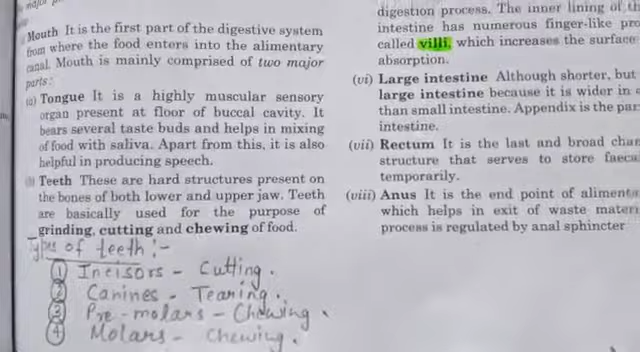 Mouth It is the first part of the digestive system
from where the food enters into the alimentary
canal. Mouth is mainly comprised of two major
parts:
(a) Tongue It is a highly muscular sensory
organ present at floor of buccal cavity. It
bears several taste buds and helps in mixing
of food with saliva. Apart from this, it is also
helpful in producing speech.
Teeth These are hard structures present on
the bones of both lower and upper jaw. Teeth
are basically used for the purpose of
grinding, cutting and chewing of food.
Types of teeth :-
1 Incisors - Cutting.
2 Canines - Tearing.
3 Pre-molars - Chewing.
4 Molars - Chewing.
digestion process. The inner lining of
intestine has numerous finger-like
called villi, which increases the surface
absorption.
(vi) Large intestine Although shorter, but
large intestine because it is wider in
than small intestine. Appendix is the
intestine.
(vii) Rectum It is the last and broad
structure that serves to store
temporarily.
(viii) Anus It is the end point of
which helps in exit of waste
process is regulated by anal sphincter